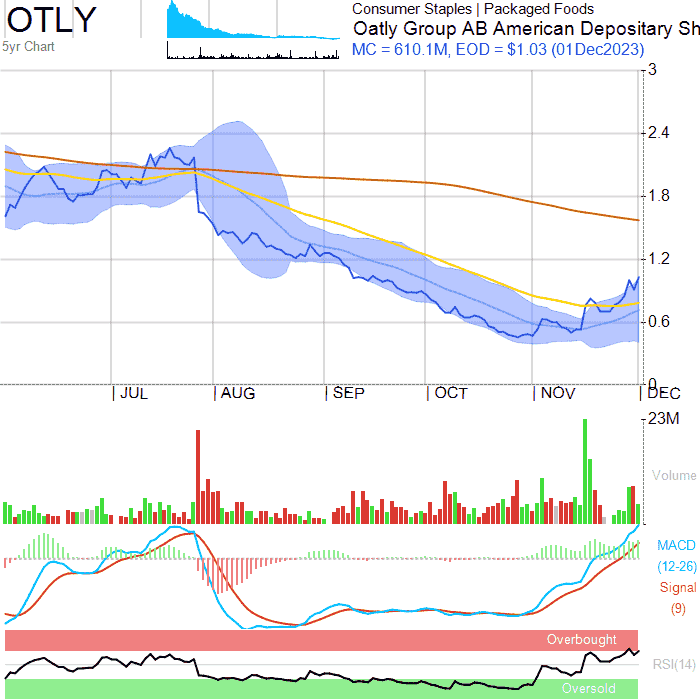 OTLY
5yr Chart
Consumer Staples | Packaged Foods
Oatly Group AB American Depositary Sh
MC = 610.1M, EOD = $1.03 (01Dec2023)
3
2.4
1.8
1.2
0.6
0
| JUL | AUG | SEP | OCT | NOV | DEC
23M
Volume
MACD
(12-26)
Signal
(9)
Overbought
RSI(14)
Oversold